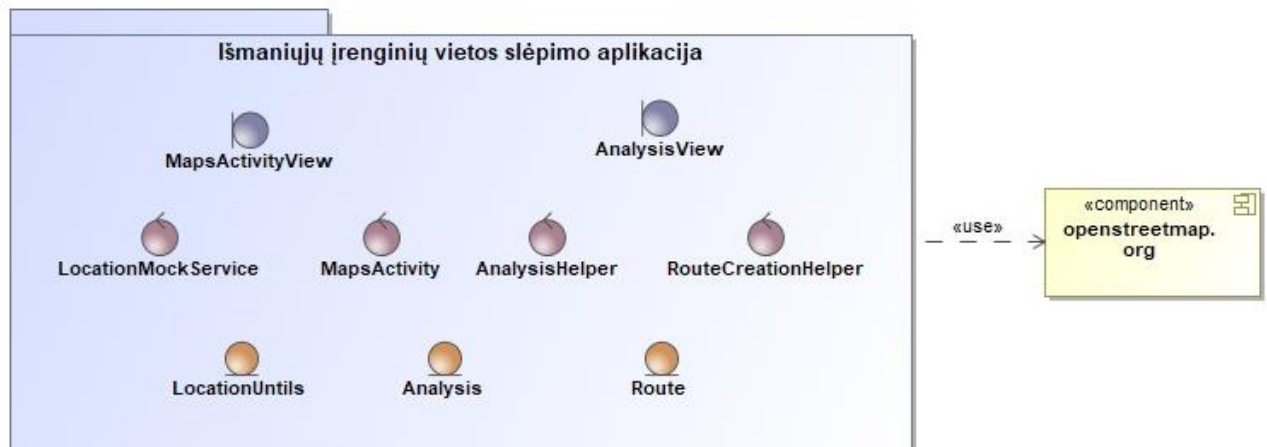 Išmaniųjų įrenginių vietos slėpimo aplikacija
MapsActivityView
AnalysisView
LocationMockService
MapsActivity
AnalysisHelper
RouteCreationHelper
LocationUntils
Analysis
Route
«use»
«component»
openstreetmap.
org